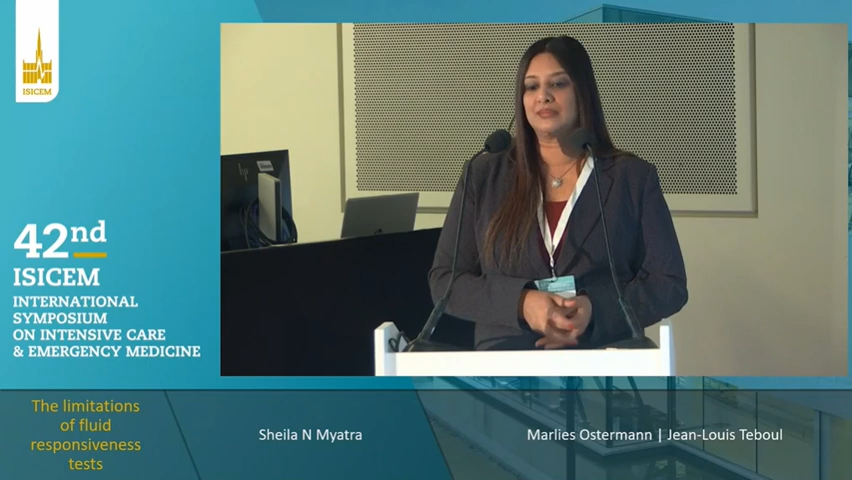 ISICEM
42nd
ISICEM
INTERNATIONAL
SYMPOSIUM
ON INTENSIVE CARE
& EMERGENCY MEDICINE
The limitations
of fluid
responsiveness
tests
Sheila N Myatra
Marlies Ostermann | Jean-Louis Teboul